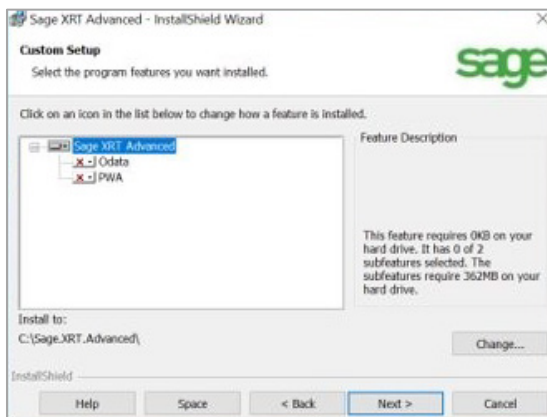 Sage XRT Advanced - InstallShield Wizard
Custom Setup
Select the program features you want installed.
sage
Click on an icon in the list below to change how a feature is installed.
Sage XRT Advanced
Odata
PWA
Feature Description
This feature requires 0KB on your
hard drive. It has 0 of 2
subfeatures selected. The
subfeatures require 362MB on your
hard drive.
Install to:
C:\Sage.XRT.Advanced\
Change...
InstallShield
Help
Space
< Back
Next >
Cancel